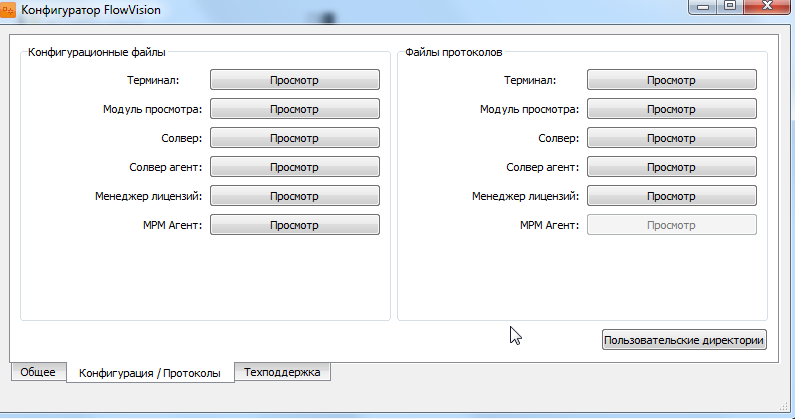 Конфигуратор FlowVision
Конфигурационные файлы
Терминал: Просмотр
Модуль просмотра: Просмотр
Солвер: Просмотр
Солвер агент: Просмотр
Менеджер лицензий: Просмотр
MPM Агент: Просмотр
Файлы протоколов
Терминал: Просмотр
Модуль просмотра: Просмотр
Солвер: Просмотр
Солвер агент: Просмотр
Менеджер лицензий: Просмотр
MPM Агент: Просмотр
Пользовательские директории
Общее Конфигурация / Протоколы Техподдержка